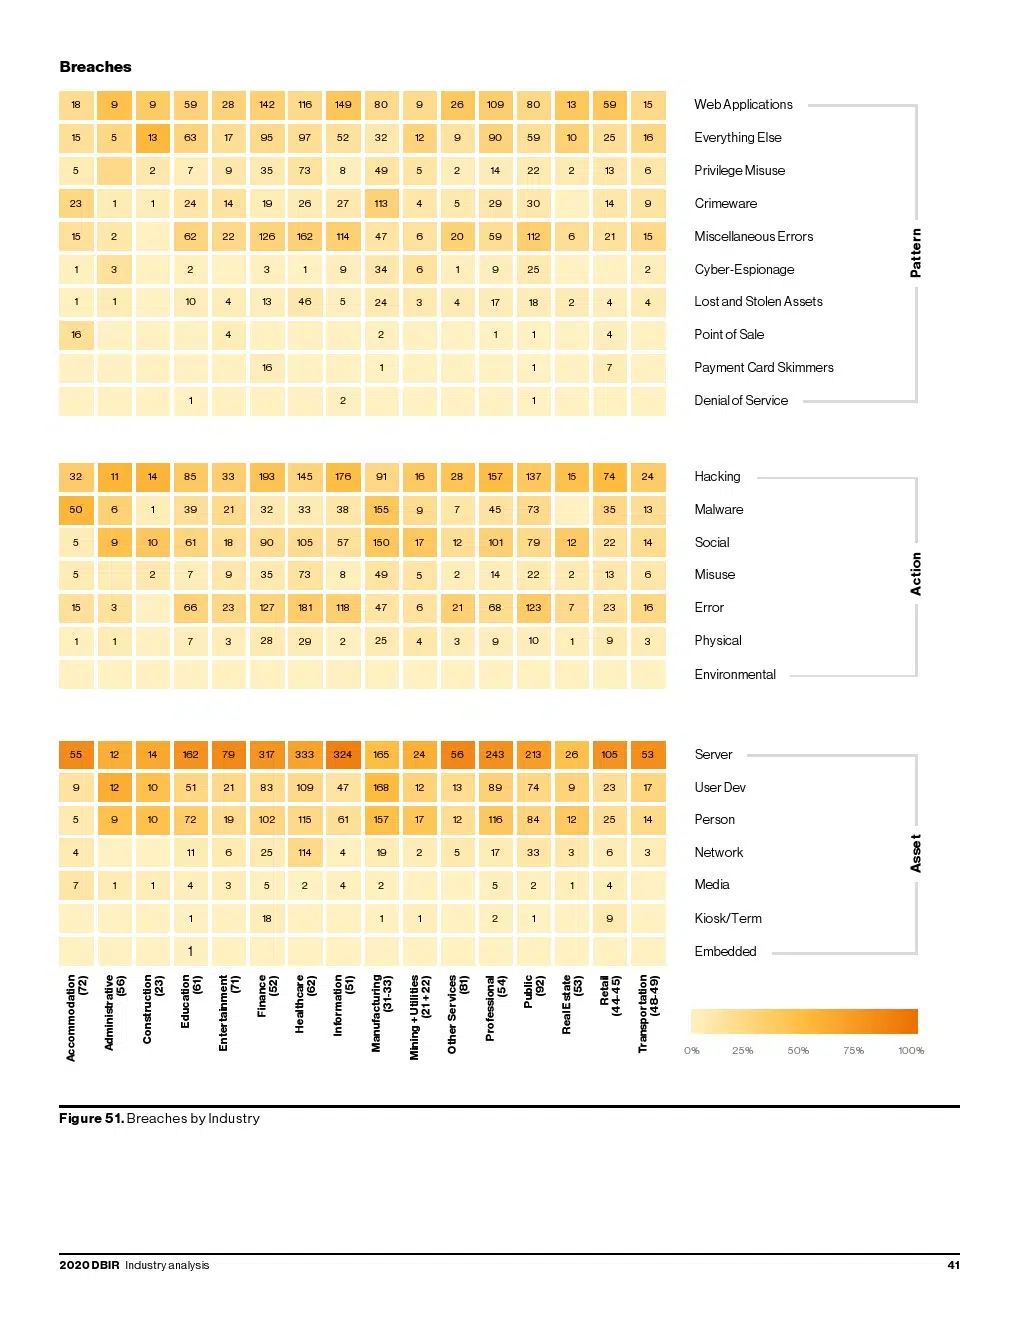 Breaches
18 9 9 59 28 142 116 149 80 9 26 109 80 13 59 15 Web Applications
15 5 13 63 17 95 97 52 32 12 9 90 59 10 25 16 Everything Else
5 2 7 9 35 73 8 49 5 2 14 22 2 13 6 Privilege Misuse
23 1 1 24 14 19 26 27 113 4 5 29 30 14 9 Crimeware
15 2 62 22 126 162 114 47 6 20 59 112 6 21 15 Miscellaneous Errors
1 3 2 3 1 9 34 6 1 9 25 2 Cyber-Espionage
1 1 10 4 13 46 5 24 3 4 17 18 2 4 4 Lost and Stolen Assets
16 4 2 1 1 4 Point of Sale
16 1 1 7 Payment Card Skimmers
1 2 1 Denial of Service
Pattern
32 11 14 85 33 193 145 176 91 16 28 157 137 15 74 24 Hacking
50 6 1 39 21 32 33 38 155 9 7 45 73 35 13 Malware
5 9 10 61 18 90 105 57 150 17 12 101 79 12 22 14 Social
5 2 7 9 35 73 8 49 5 2 14 22 2 13 6 Misuse
15 3 66 23 127 181 118 47 6 21 68 123 7 23 16 Error
1 1 7 3 28 29 2 25 4 3 9 10 1 9 3 Physical
Environmental
Action
55 12 14 162 79 317 333 324 165 24 56 243 213 26 105 53 Server
9 12 10 51 21 83 109 47 168 12 13 89 74 9 23 17 User Dev
5 9 10 72 19 102 115 61 157 17 12 116 84 12 25 14 Person
4 11 6 25 114 4 19 2 5 17 33 3 6 3 Network
7 1 1 4 3 5 2 4 2 5 2 1 4 Media
1 18 1 1 2 1 9 Kiosk/Term
1 Embedded
Asset
Accommodation
(72)
Administrative
(56)
Construction
(23)
Education
(61)
Entertainment
(71)
Finance
(52)
Healthcare
(62)
Information
(51)
Manufacturing
(31-33)
Mining + Utilities
(21 + 22)
Other Services
(81)
Professional
(54)
Public
(92)
Real Estate
(53)
Retail
(44-45)
Transportation
(48-49)
0% 25% 50% 75% 100%
Figure 51. Breaches by Industry
2020 DBIR Industry analysis 41